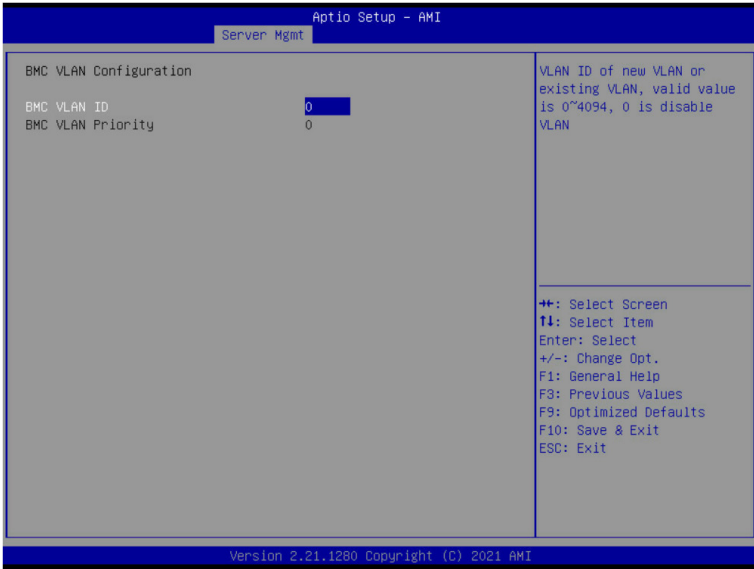 Aptio Setup – AMI
Server Mgmt
BMC VLAN Configuration
BMC VLAN ID 0
BMC VLAN Priority 0
VLAN ID of new VLAN or
existing VLAN, valid value
is 0~4094, 0 is disable
VLAN
→←: Select Screen
↑↓: Select Item
Enter: Select
+/-: Change Opt.
F1: General Help
F3: Previous Values
F9: Optimized Defaults
F10: Save & Exit
ESC: Exit
Version 2.21.1280 Copyright (C) 2021 AMI